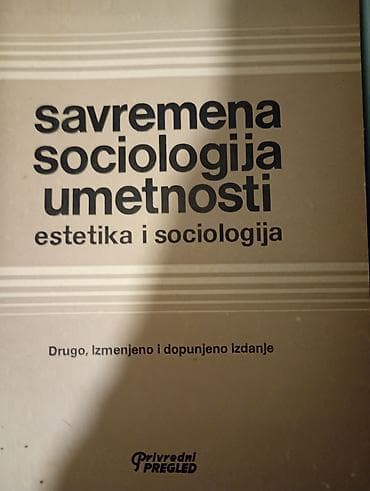 savremena
sociologija
umetnosti
estetika i sociologija
Drugo, izmenjeno i dopunjeno izdanje
Privredni
PREGLED